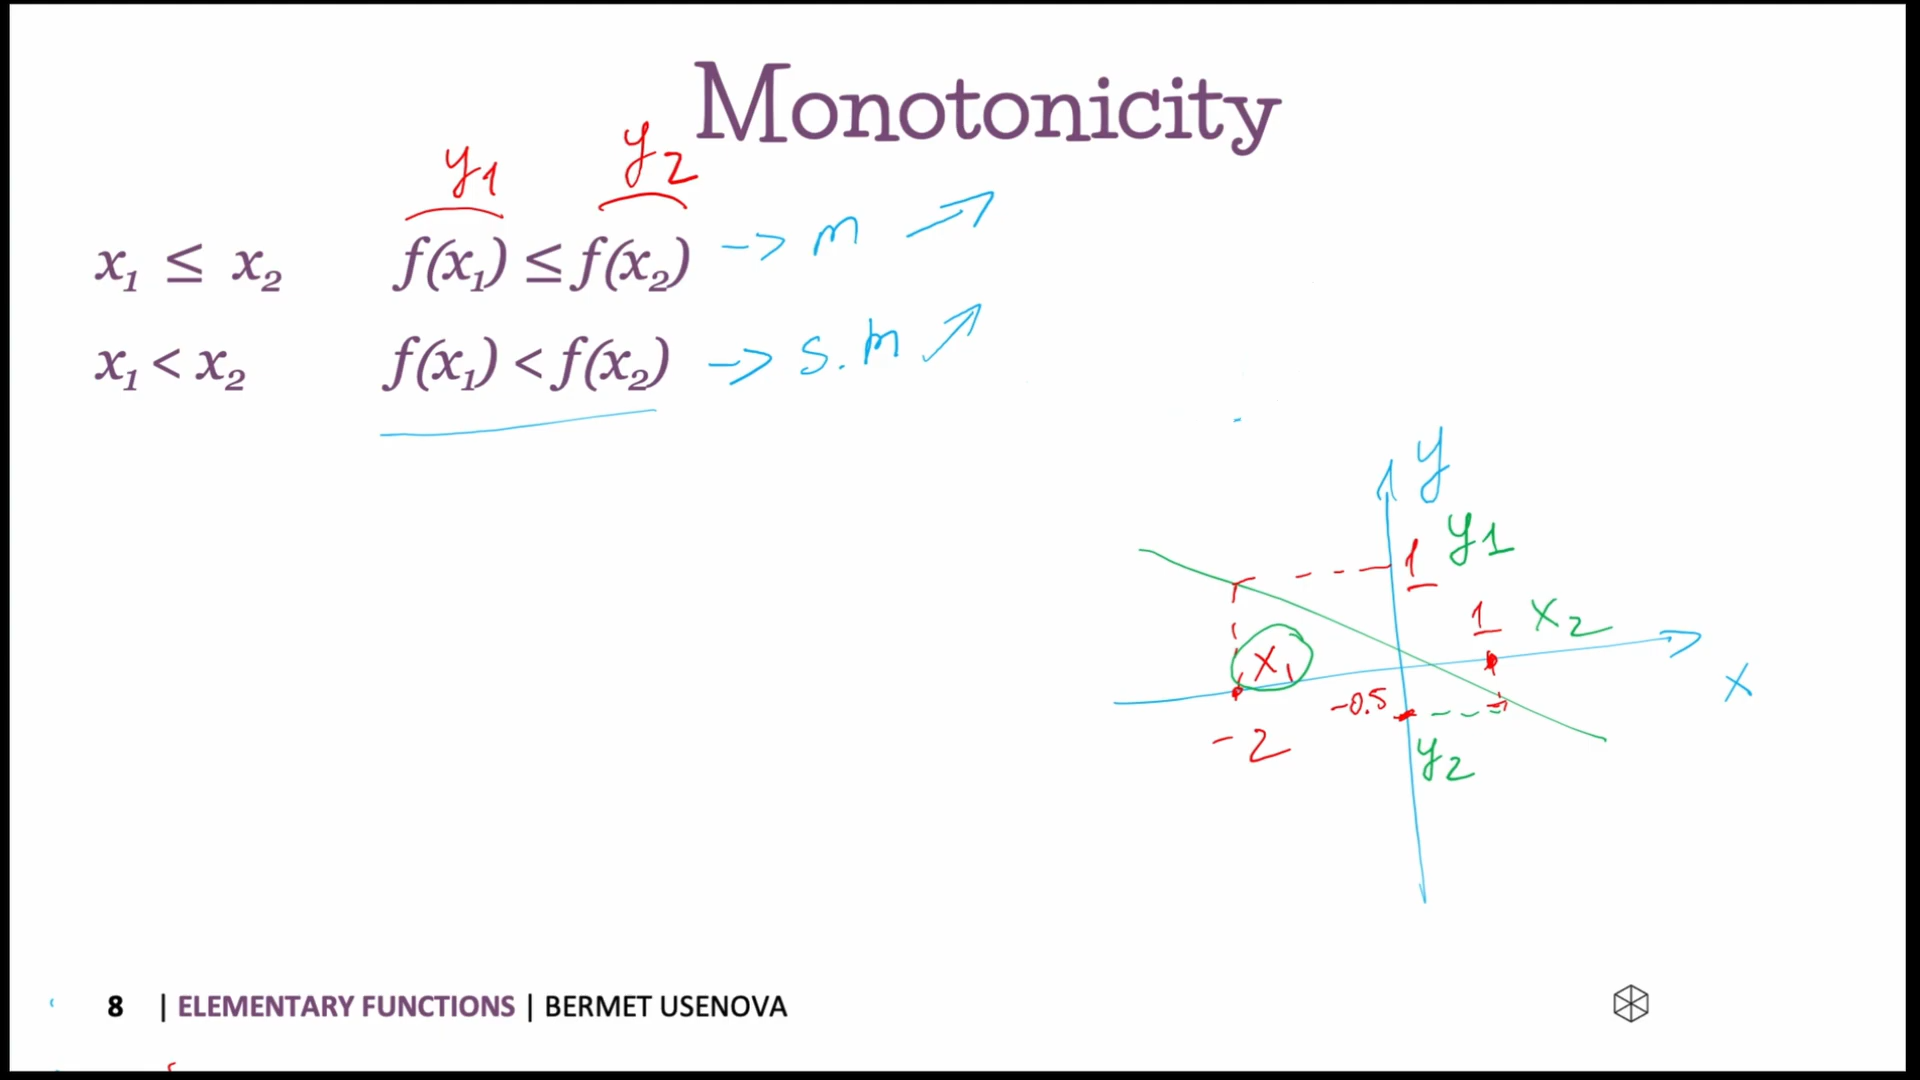 Monotonicity
y1 y2
x₁ ≤ x₂ f(x₁) ≤ f(x₂) -> m
x₁ < x₂ f(x₁) < f(x₂) -> s.m
y
1 y1
1 x2
x1
x
-2
-0.5
y2
8 | ELEMENTARY FUNCTIONS | BERMET USENOVA